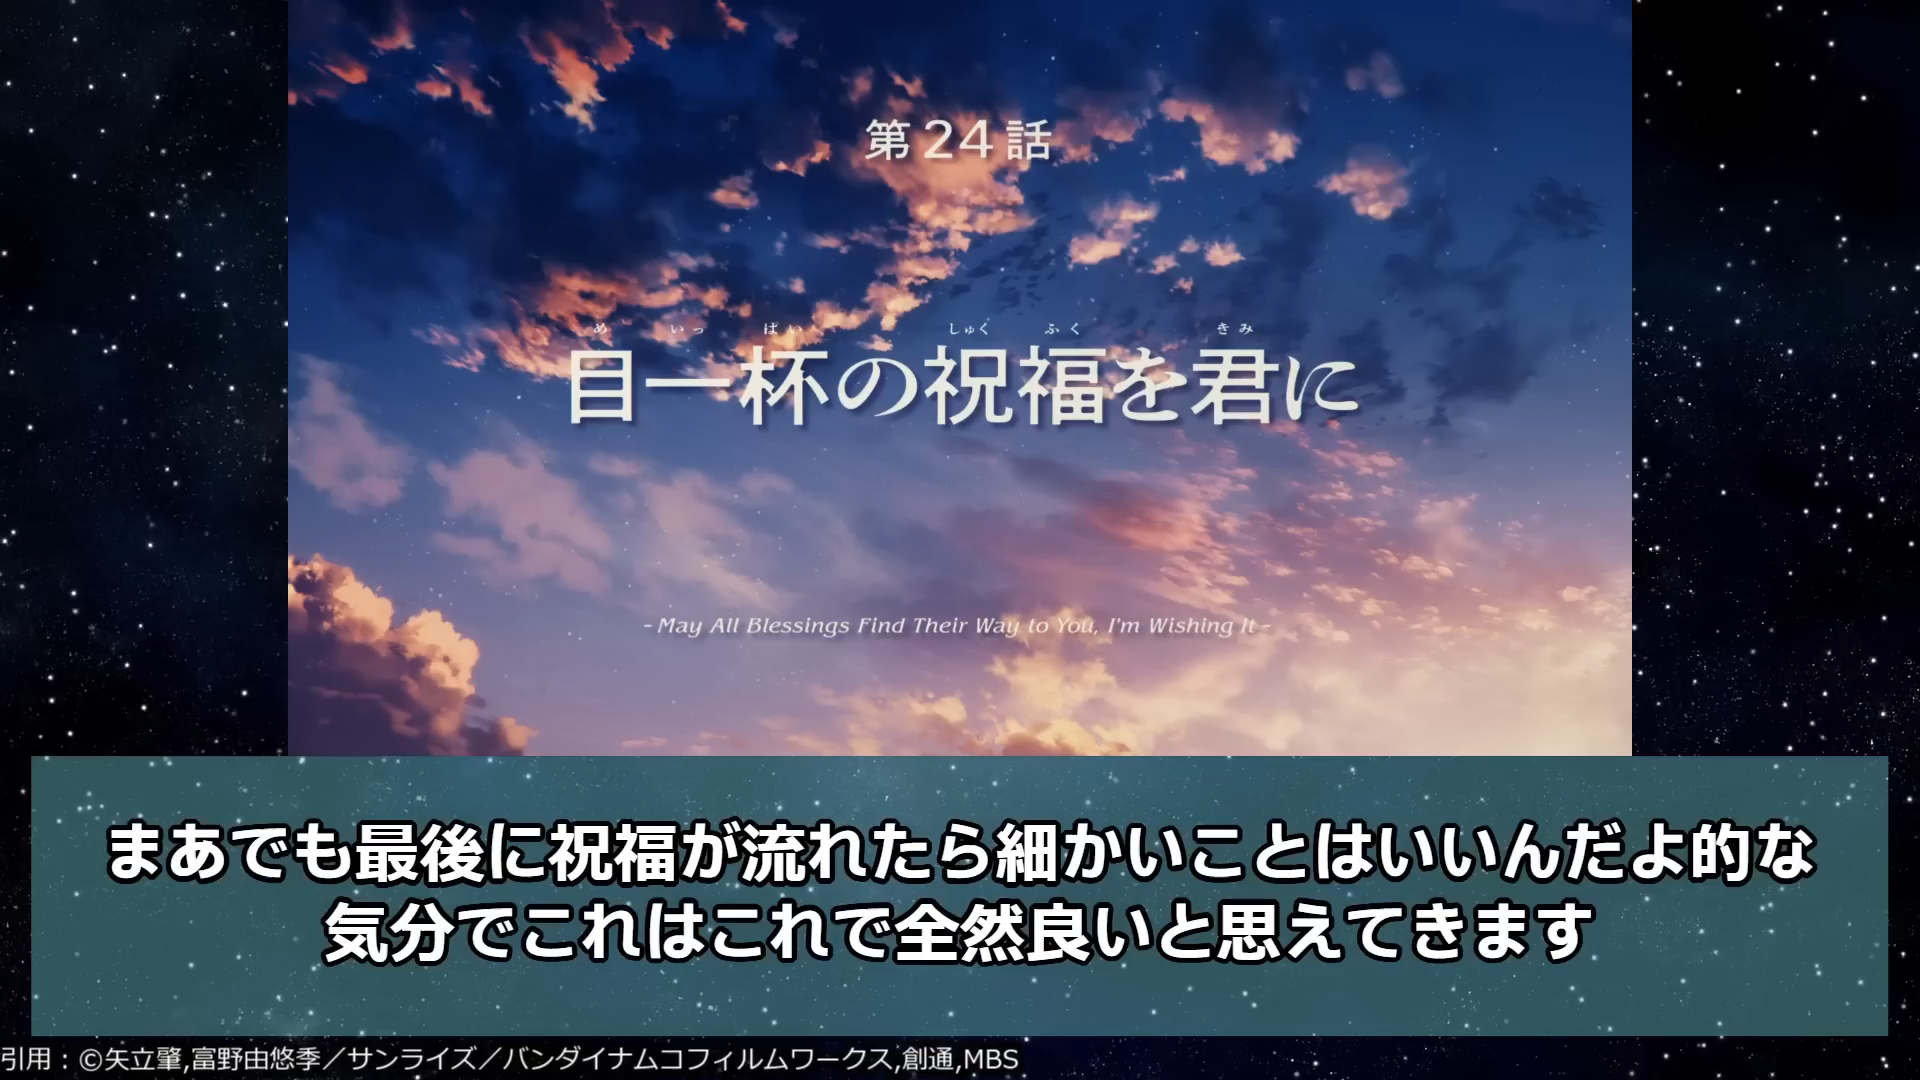 第24話
め いっ ぱい しゅく ふく きみ
目一杯の祝福を君に
- May All Blessings Find Their Way to You, I'm Wishing It -
まあでも最後に祝福が流れたら細かいことはいいんだよ的な
気分でこれはこれで全然良いと思えてきます
引用：©矢立肇,富野由悠季／サンライズ／バンダイナムコフィルムワークス,創通,MBS